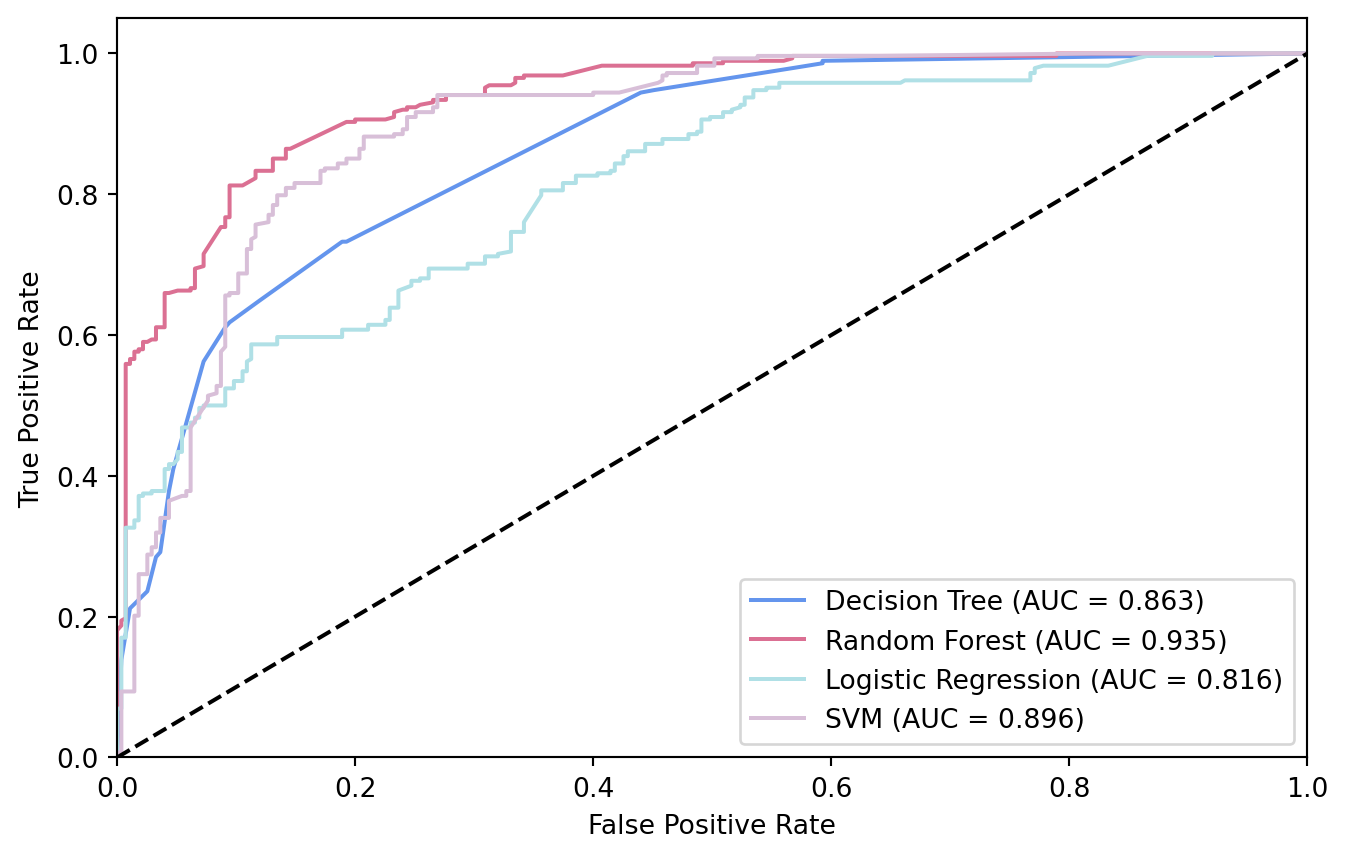 1.0
0.8
0.6
0.4
0.2
0.0
True Positive Rate
Decision Tree (AUC = 0.863)
Random Forest (AUC = 0.935)
Logistic Regression (AUC = 0.816)
SVM (AUC = 0.896)
0.0 0.2 0.4 0.6 0.8 1.0
False Positive Rate